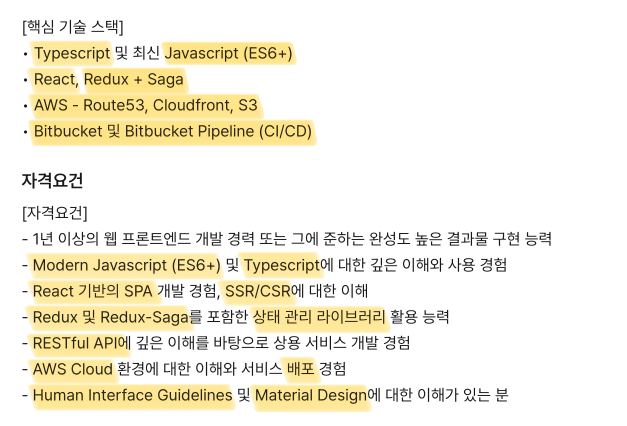 [핵심 기술 스택]
• Typescript 및 최신 Javascript (ES6+)
• React, Redux + Saga
• AWS - Route53, Cloudfront, S3
• Bitbucket 및 Bitbucket Pipeline (CI/CD)
자격요건
[자격요건]
- 1년 이상의 웹 프론트엔드 개발 경력 또는 그에 준하는 완성도 높은 결과물 구현 능력
- Modern Javascript (ES6+) 및 Typescript에 대한 깊은 이해와 사용 경험
- React 기반의 SPA 개발 경험, SSR/CSR에 대한 이해
- Redux 및 Redux-Saga를 포함한 상태 관리 라이브러리 활용 능력
- RESTful API에 깊은 이해를 바탕으로 상용 서비스 개발 경험
- AWS Cloud 환경에 대한 이해와 서비스 배포 경험
- Human Interface Guidelines 및 Material Design에 대한 이해가 있는 분